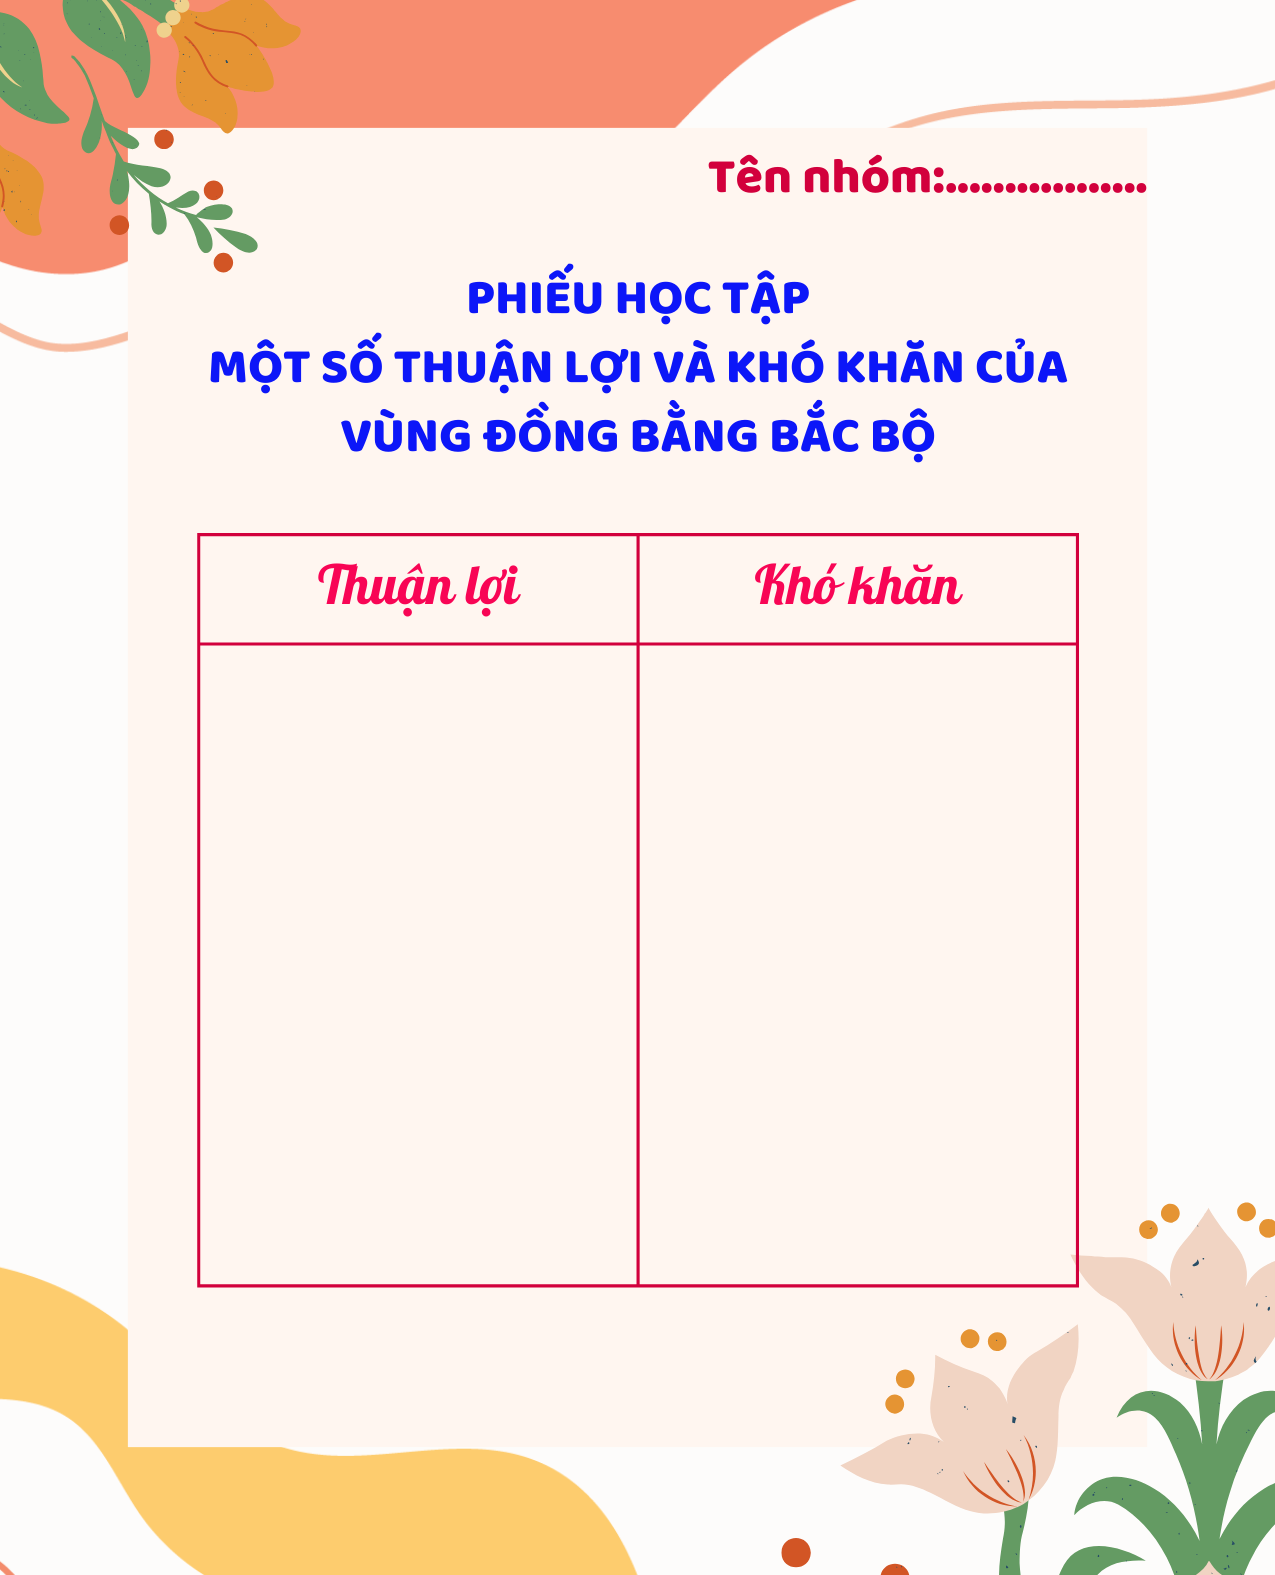 Tên nhóm:.................
PHIẾU HỌC TẬP
MỘT SỐ THUẬN LỢI VÀ KHÓ KHĂN CỦA
VÙNG ĐỒNG BẰNG BẮC BỘ
Thuận lợi
Khó khăn